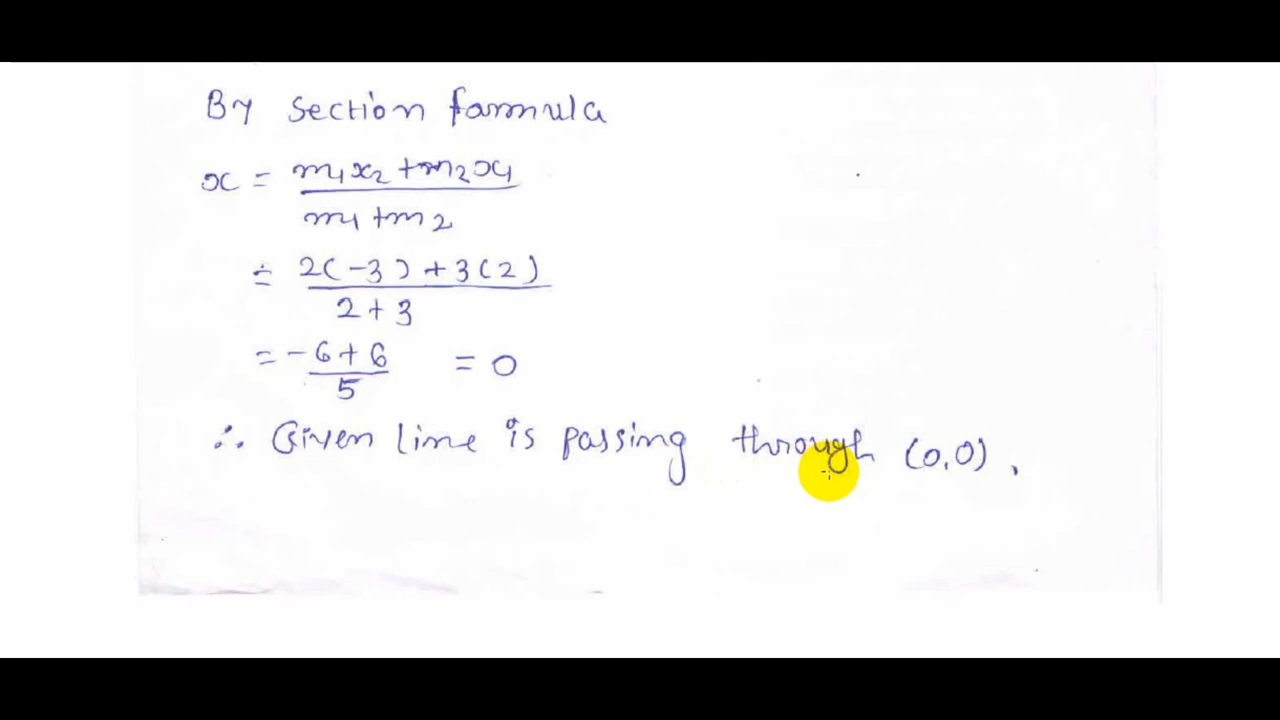 By Section formula
x = m₁x₂ + m₂x₁ / m₁ + m₂
= 2(-3) + 3(2) / 2 + 3
= -6 + 6 / 5 = 0
∴ Given line is passing through (0,0).